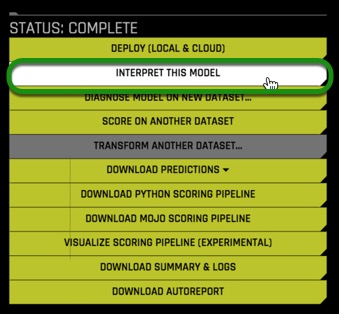 STATUS: COMPLETE
DEPLOY (LOCAL & CLOUD)
INTERPRET THIS MODEL
DIAGNOSE MODEL ON NEW DATASET...
SCORE ON ANOTHER DATASET
TRANSFORM ANOTHER DATASET...
DOWNLOAD PREDICTIONS
DOWNLOAD PYTHON SCORING PIPELINE
DOWNLOAD MOJO SCORING PIPELINE
VISUALIZE SCORING PIPELINE (EXPERIMENTAL)
DOWNLOAD SUMMARY & LOGS
DOWNLOAD AUTOREPORT